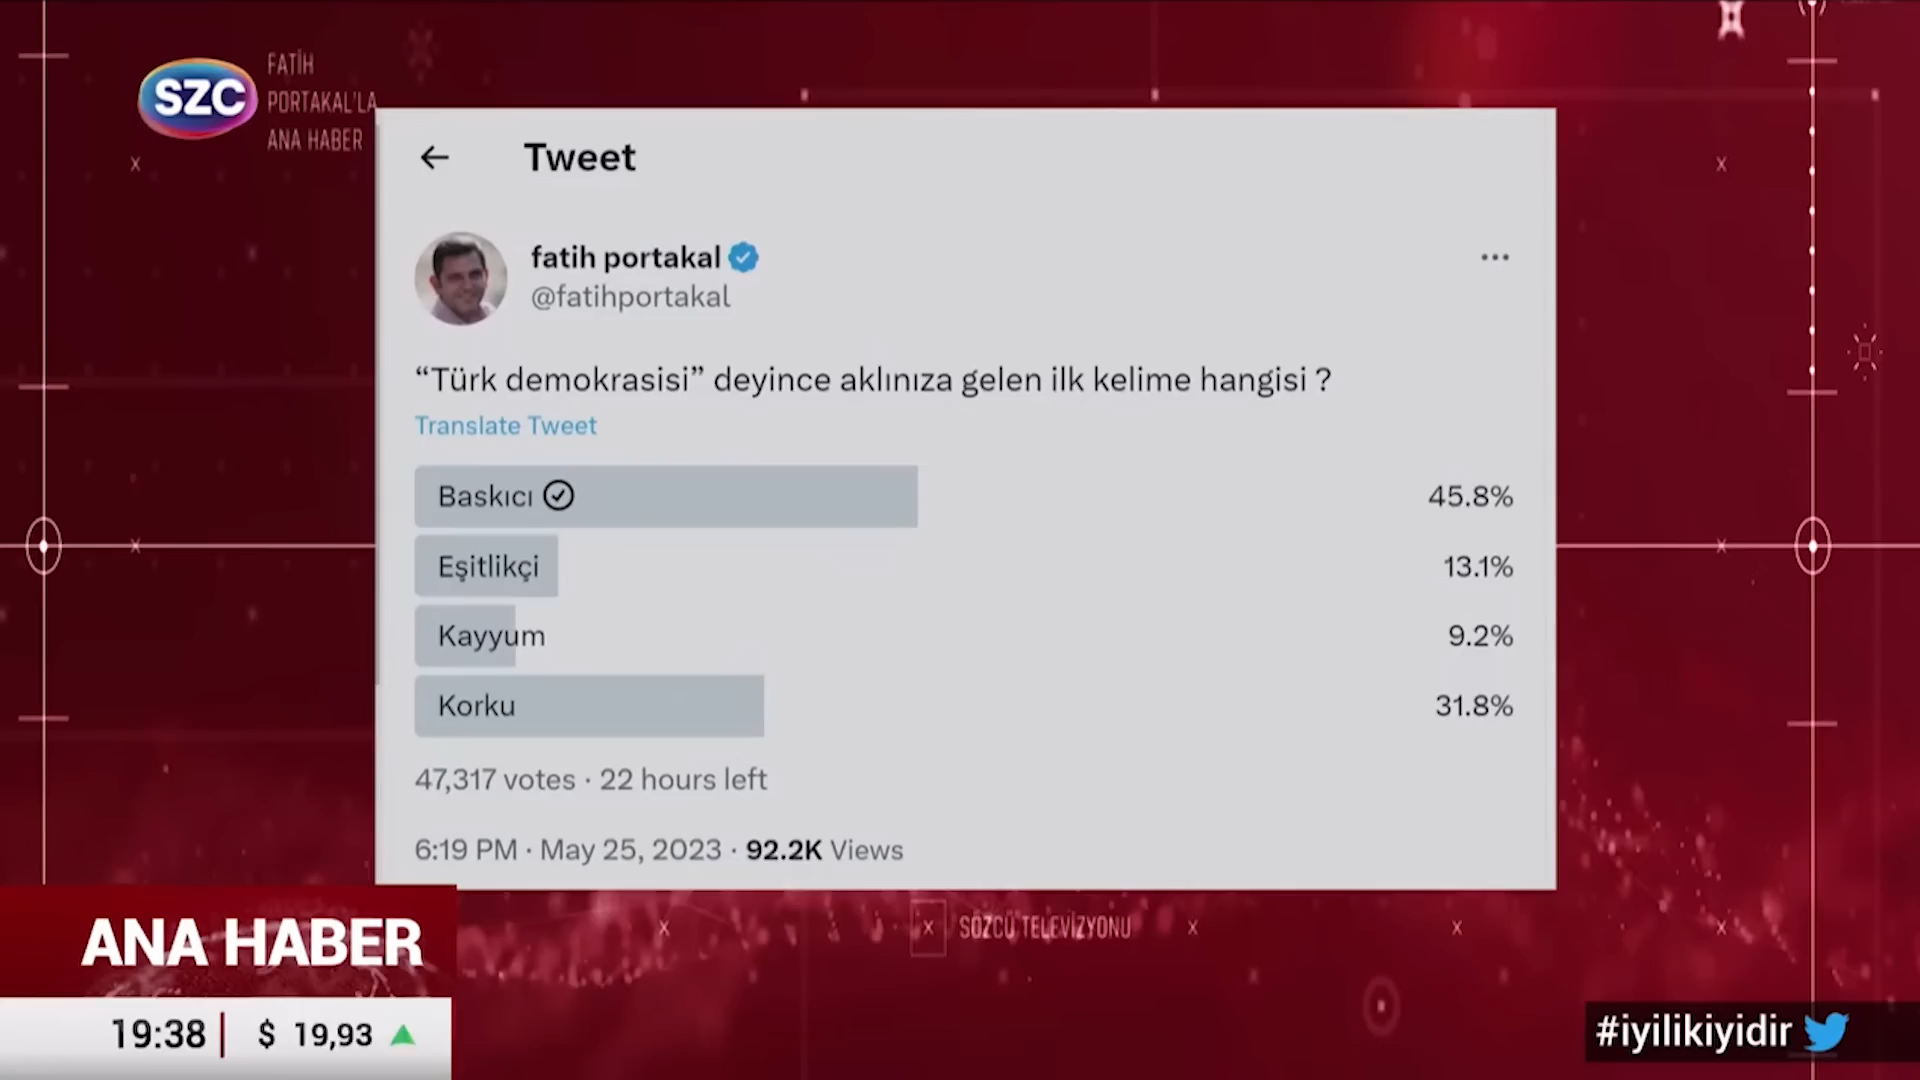 SZC
FATİH
PORTAKAL'LA
ANA HABER
Tweet
fatih portakal
@fatihportakal
“Türk demokrasisi” deyince aklınıza gelen ilk kelime hangisi ?
Translate Tweet
Baskıcı 45.8%
Eşitlikçi 13.1%
Kayyum 9.2%
Korku 31.8%
47,317 votes · 22 hours left
6:19 PM · May 25, 2023 · 92.2K Views
SÖZCÜ TELEVİZYONU
ANA HABER
19:38 $ 19,93
#iyilikiyidir